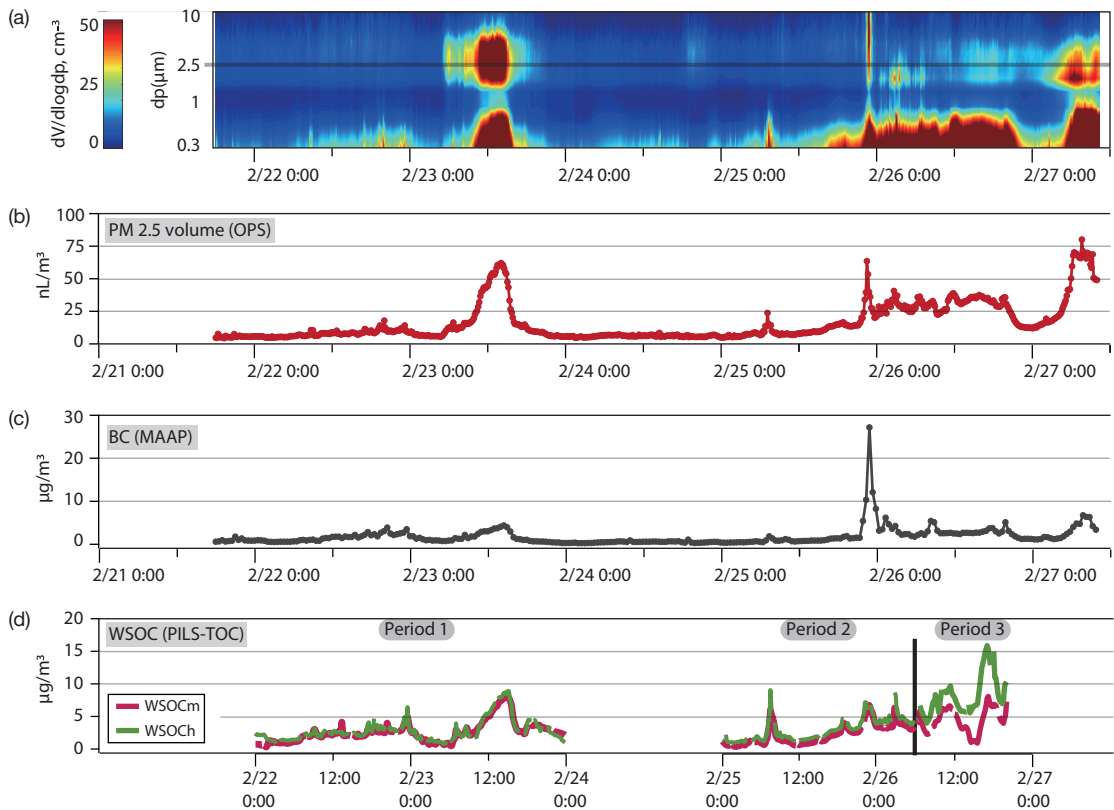 (a)
50
25
0
dV/dlogdp, cm⁻³
10
2.5
1
0.3
dp(µm)
2/22 0:00 2/23 0:00 2/24 0:00 2/25 0:00 2/26 0:00 2/27 0:00
(b)
PM 2.5 volume (OPS)
100
75
50
25
0
nL/m³
2/21 0:00 2/22 0:00 2/23 0:00 2/24 0:00 2/25 0:00 2/26 0:00 2/27 0:00
(c)
BC (MAAP)
30
20
10
0
µg/m³
2/21 0:00 2/22 0:00 2/23 0:00 2/24 0:00 2/25 0:00 2/26 0:00 2/27 0:00
(d)
WSOC (PILS-TOC) Period 1 Period 2 Period 3
20
15
10
5
0
µg/m³
WSOCm
WSOCh
2/22 12:00 2/23 12:00 2/24 2/25 12:00 2/26 12:00 2/27
0:00 0:00 0:00 0:00 0:00 0:00